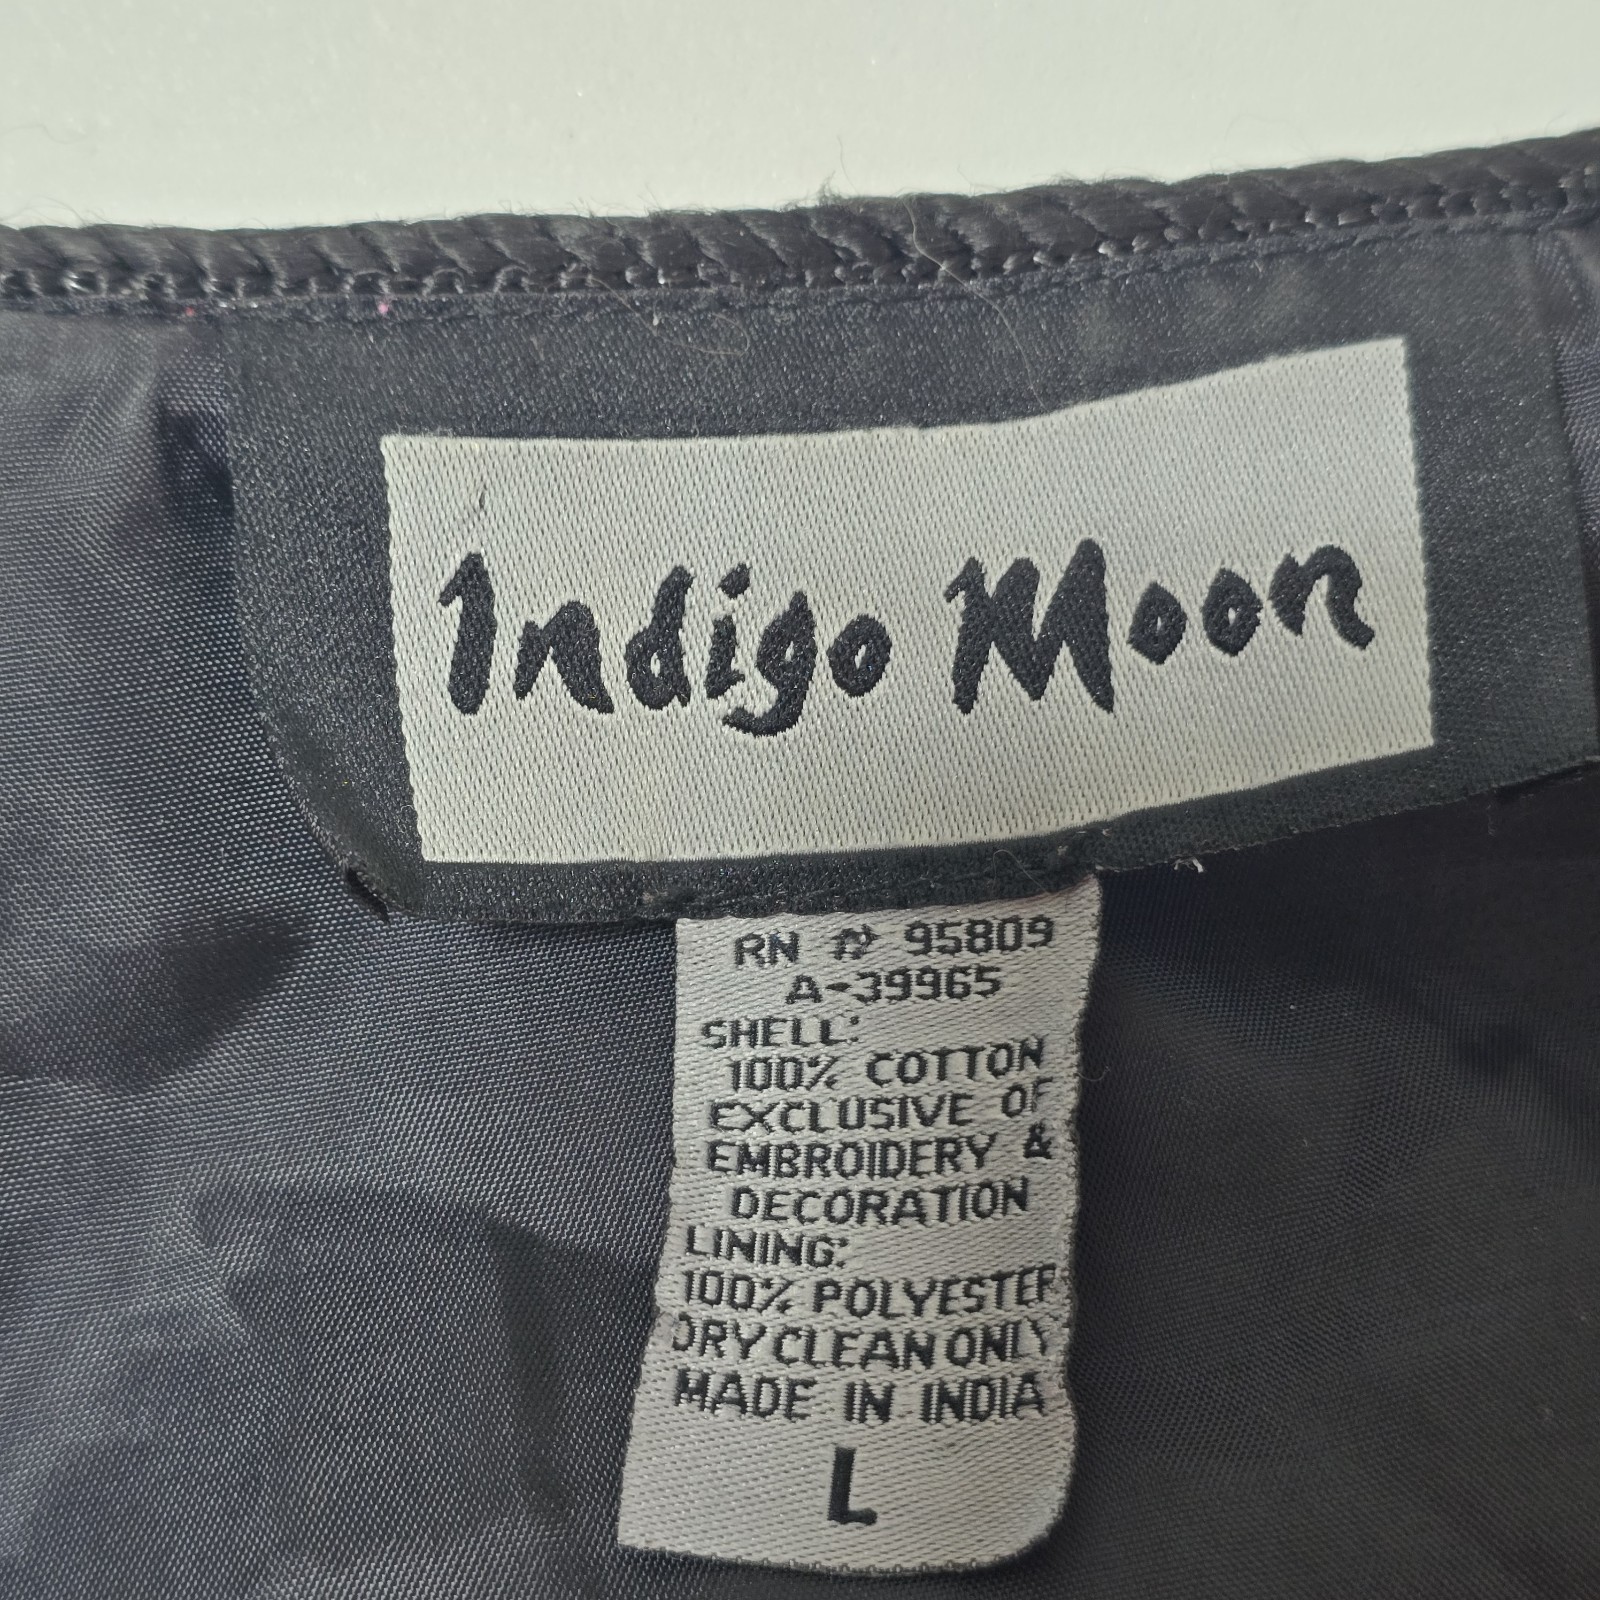 Indigo Moon
RN # 95809
A-39965
SHELL:
100% COTTON
EXCLUSIVE OF
EMBROIDERY &
DECORATION
LINING:
100% POLYESTER
DRY CLEAN ONLY
MADE IN INDIA
L